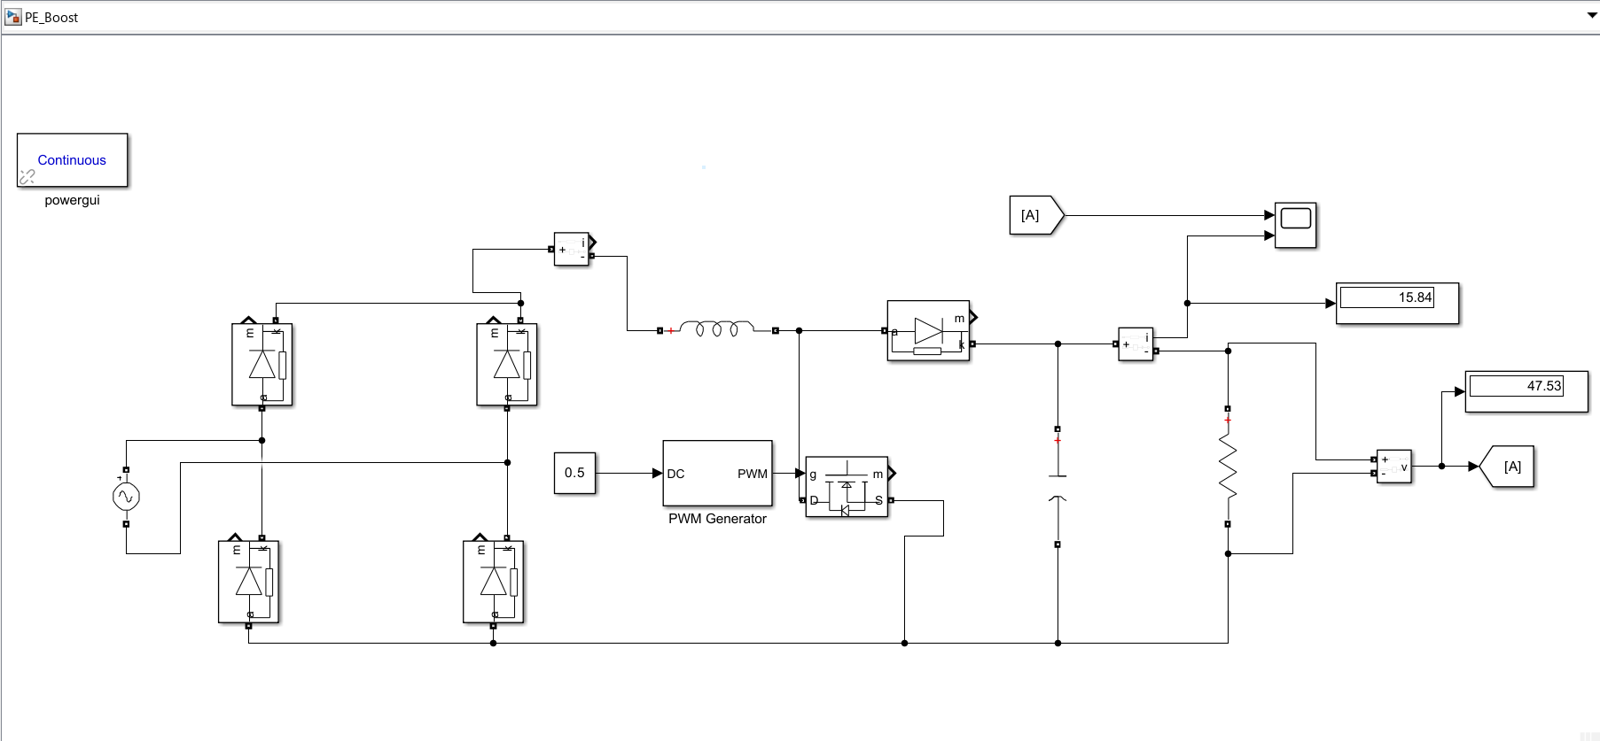 PE_Boost
Continuous
powergui
[A]
i
+
-
15.84
m
k
m
k
a
a
m
a
k
i
+
-
47.53
0.5
DC
PWM
PWM Generator
g
m
D
S
+
-
v
[A]
m
k
m
k
a
a